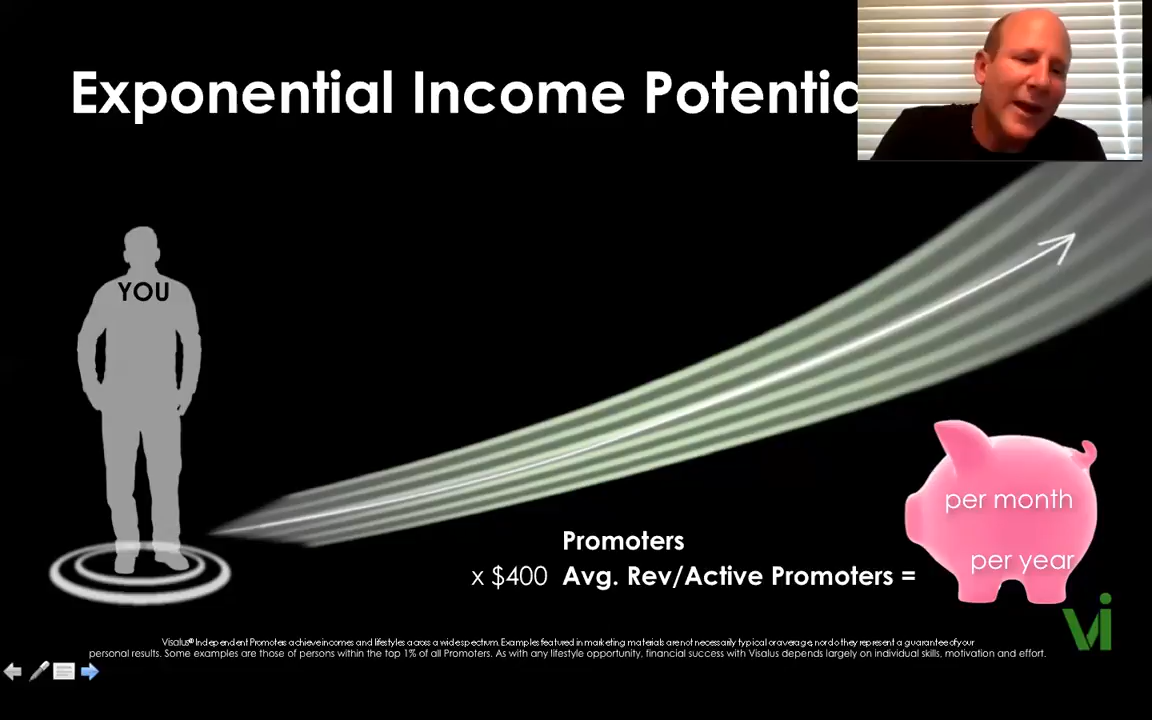 Exponential Income Potentia
YOU
per month
per year
Promoters
x $400 Avg. Rev/Active Promoters =
vi
Visalus® Independent Promoters achieve incomes and lifestyles across a wide spectrum. Examples featured in marketing materials are not necessarily typical or average, nor do they represent a guarantee of your
personal results. Some examples are those of persons within the top 1% of all Promoters. As with any lifestyle opportunity, financial success with Visalus depends largely on individual skills, motivation and effort.